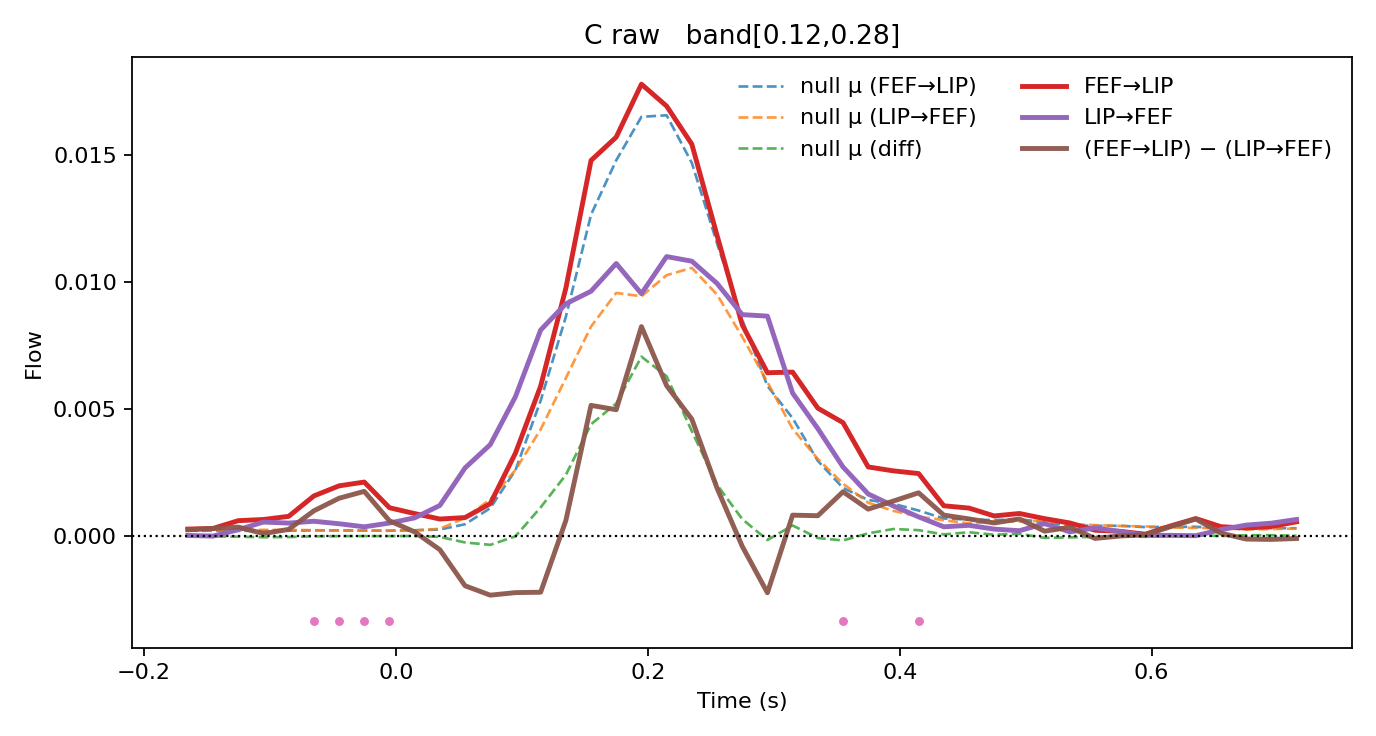 C raw   band[0.12,0.28]
null μ (FEF→LIP)
null μ (LIP→FEF)
null μ (diff)
FEF→LIP
LIP→FEF
(FEF→LIP) − (LIP→FEF)
Flow
0.015
0.010
0.005
0.000
−0.2
0.0
0.2
0.4
0.6
Time (s)